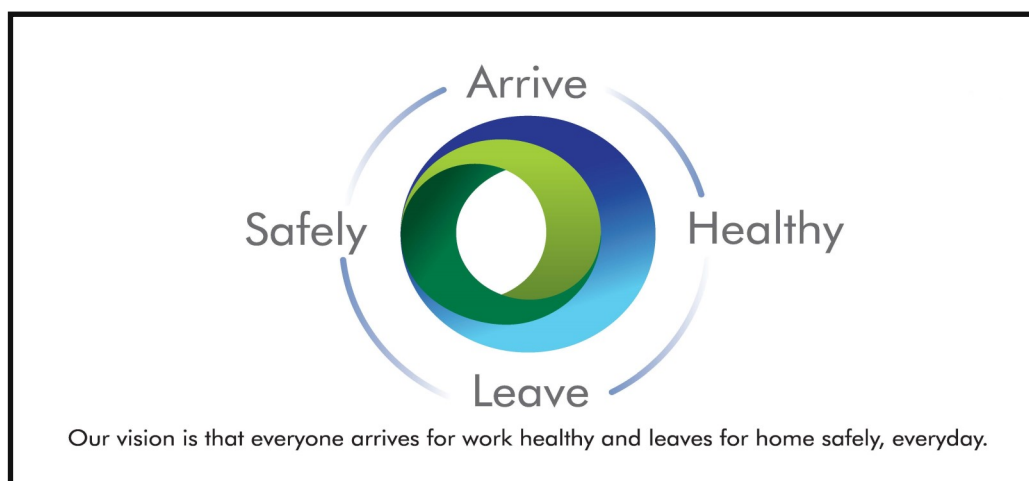 Arrive
Safely
Healthy
Leave
Our vision is that everyone arrives for work healthy and leaves for home safely, everyday.